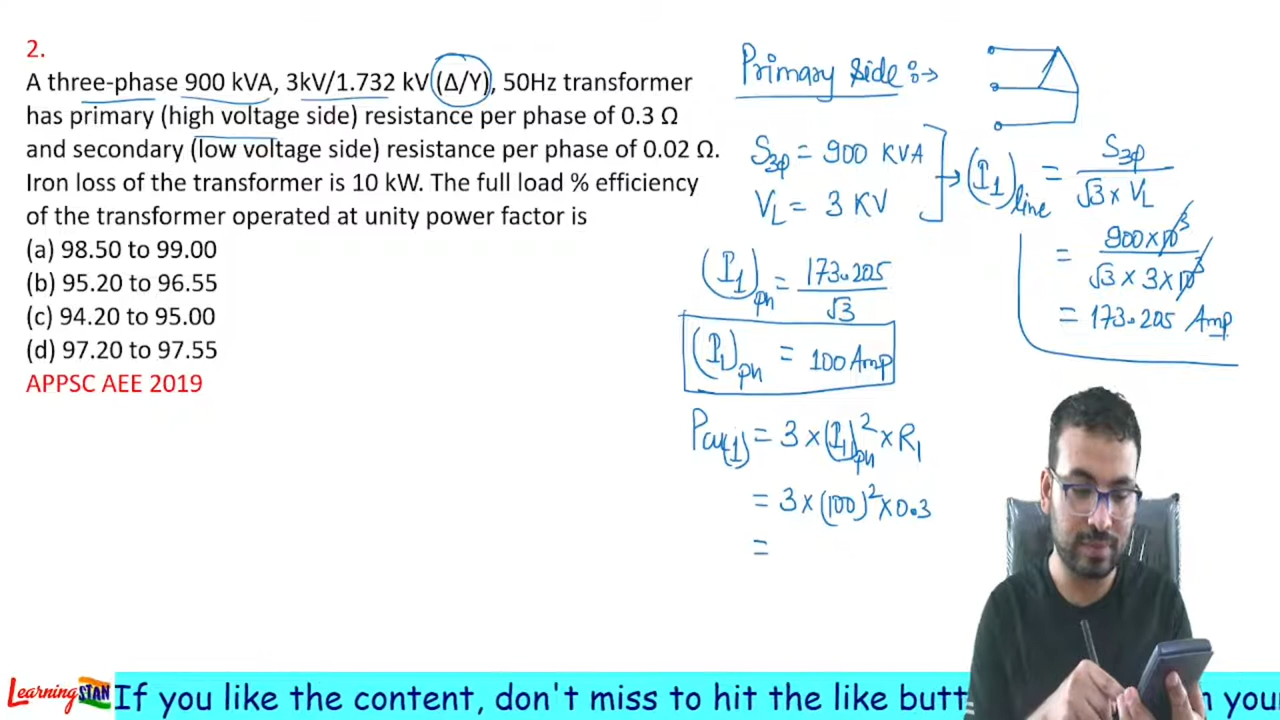 2.
A three-phase 900 kVA, 3kV/1.732 kV (Δ/Y), 50Hz transformer
has primary (high voltage side) resistance per phase of 0.3 Ω
and secondary (low voltage side) resistance per phase of 0.02 Ω.
Iron loss of the transformer is 10 kW. The full load % efficiency
of the transformer operated at unity power factor is
(a) 98.50 to 99.00
(b) 95.20 to 96.55
(c) 94.20 to 95.00
(d) 97.20 to 97.55
APPSC AEE 2019
Primary side :→
S3φ = 900 KVA
VL = 3 KV
(I1)line = S3φ / √3 × VL
= 900×10³ / √3 × 3×10³
= 173.205 Amp
(I1)ph = 173.205 / √3
(I1)ph = 100 Amp
Pcu(1) = 3 × (I1)ph² × R1
= 3 × (100)² × 0.3
=
LearningSTAN
If you like the content, don't miss to hit the like butt
n your